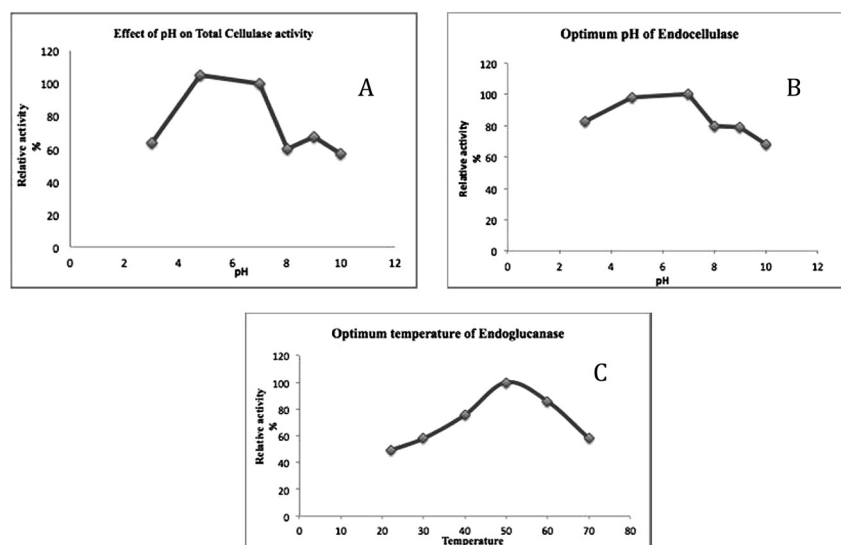 Effect of pH on Total Cellulase activity
A
Relative activity
%
120
100
80
60
40
20
0
0 2 4 6 8 10 12
pH
Optimum pH of Endocellulase
B
Relative activity
%
120
100
80
60
40
20
0
0 2 4 6 8 10 12
pH
Optimum temperature of Endoglucanase
C
Relative activity
%
120
100
80
60
40
20
0
0 10 20 30 40 50 60 70 80
Temperature